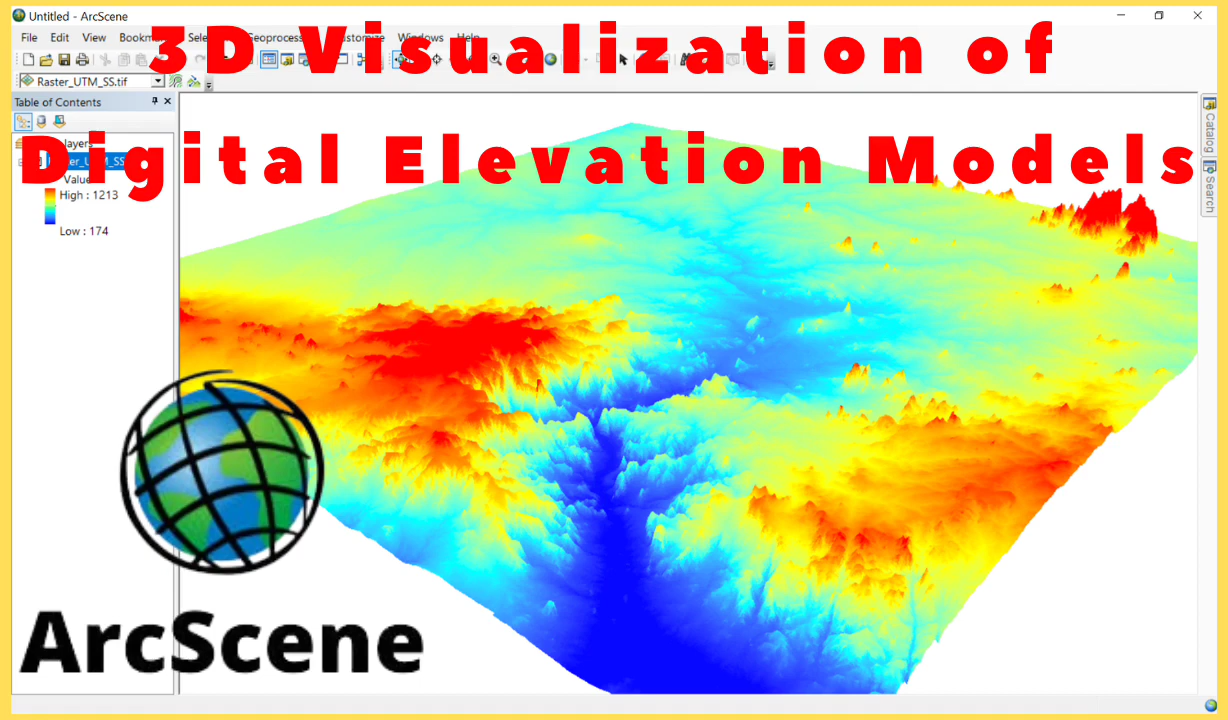 Untitled - ArcScene
File Edit View
3D Visualization of
Raster_UTM_SS.tif
Table of Contents
Digital Elevation Models
Value
High : 1213
Low : 174
Catalog
Search
ArcScene